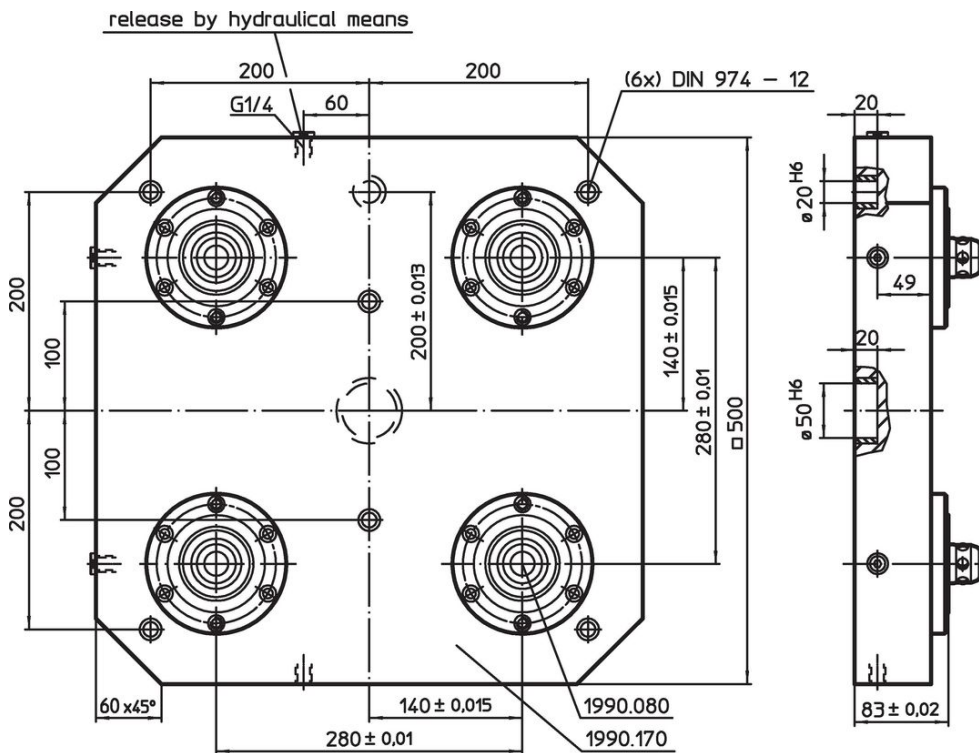 release by hydraulical means
200
200
(6x) DIN 974 - 12
G1/4
60
20
⌀20 H6
200
100
200 ± 0,013
140 ± 0,015
280 ± 0,01
□500
49
20
⌀50 H6
100
200
60 x45°
140 ± 0,015
280 ± 0,01
1990.080
1990.170
83 ± 0,02